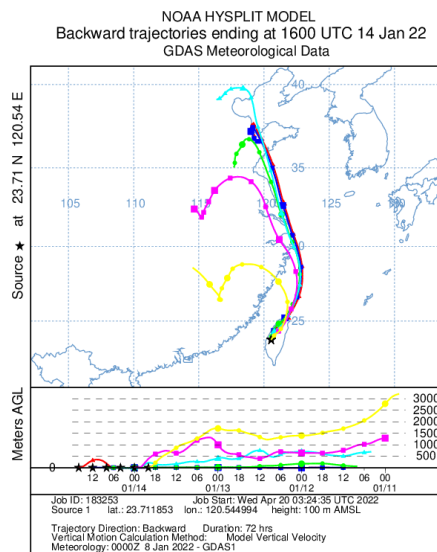 NOAA HYSPLIT MODEL
Backward trajectories ending at 1600 UTC 14 Jan 22
GDAS Meteorological Data
Source ★ at 23.71 N 120.54 E
105 110 115 120 125 130
40
35
30
25
Meters AGL
0
3000
2500
2000
1500
1000
500
12 06 00 18 12 06 00 18 12 06 00 18 12 06 00
01/14 01/13 01/12 01/11
Job ID: 183253 Job Start: Wed Apr 20 03:24:35 UTC 2022
Source 1 lat.: 23.711853 lon.: 120.544994 height: 100 m AMSL
Trajectory Direction: Backward Duration: 72 hrs
Vertical Motion Calculation Method: Model Vertical Velocity
Meteorology: 0000Z 8 Jan 2022 - GDAS1